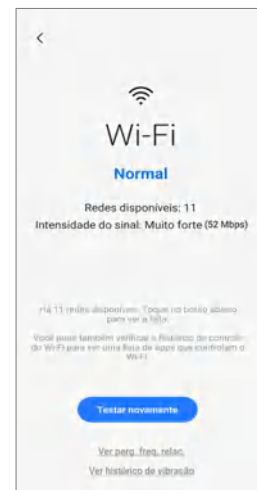 Wi-Fi
Normal
Redes disponíveis: 11
Intensidade do sinal: Muito forte (52 Mbps)
Há 11 redes disponíveis. Toque no botão abaixo
para ver a lista.
Você pode também verificar o histórico de controle
do Wi-Fi para ver uma lista de apps que controlam o
Wi-Fi.
Testar novamente
Ver perg. freq. relac.
Ver histórico de vibração